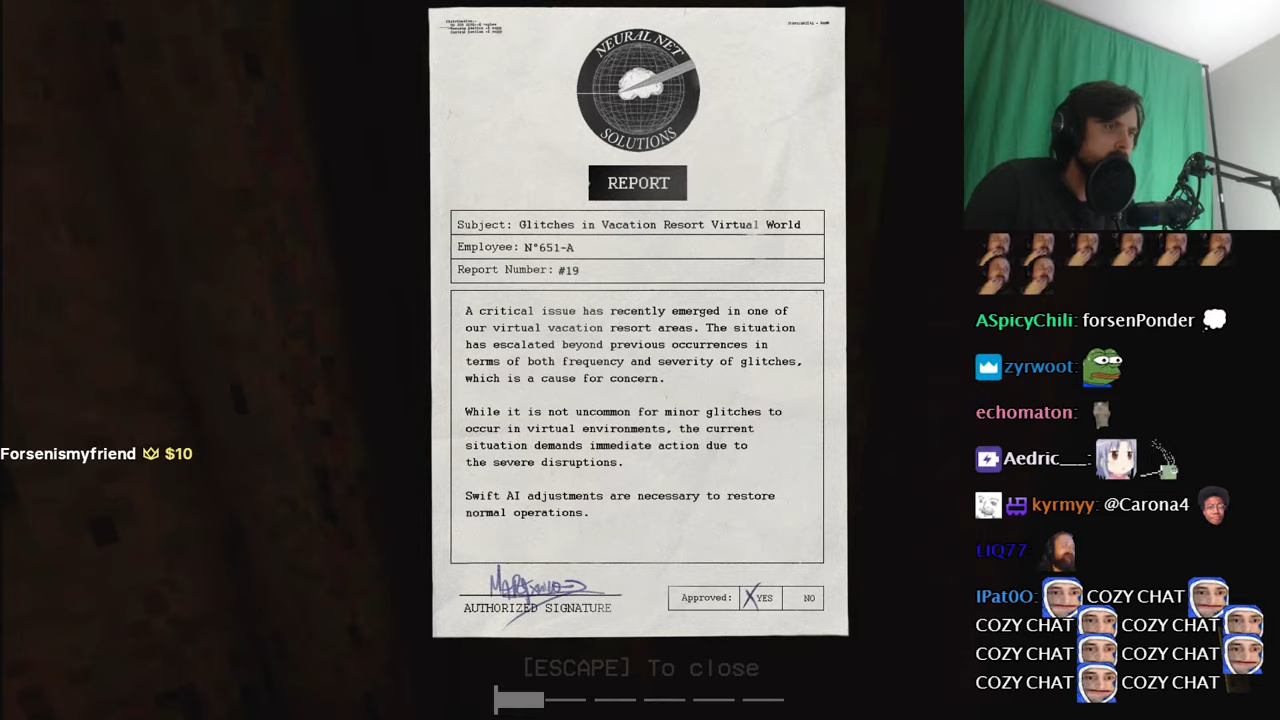 NEURAL NET
SOLUTIONS
REPORT
Subject: Glitches in Vacation Resort Virtual World
Employee: N°651-A
Report Number: #19
A critical issue has recently emerged in one of
our virtual vacation resort areas. The situation
has escalated beyond previous occurrences in
terms of both frequency and severity of glitches,
which is a cause for concern.
While it is not uncommon for minor glitches to
occur in virtual environments, the current
situation demands immediate action due to
the severe disruptions.
Swift AI adjustments are necessary to restore
normal operations.
AUTHORIZED SIGNATURE
Approved: X YES NO
[ESCAPE] To close
Forsenismyfriend $10
ASpicyChili: forsenPonder
zyrwoot:
echomaton:
Aedric___:
kyrmyy: @Carona4
LIQ77
IPat0O: COZY CHAT
COZY CHAT COZY CHAT
COZY CHAT COZY CHAT
COZY CHAT COZY CHAT